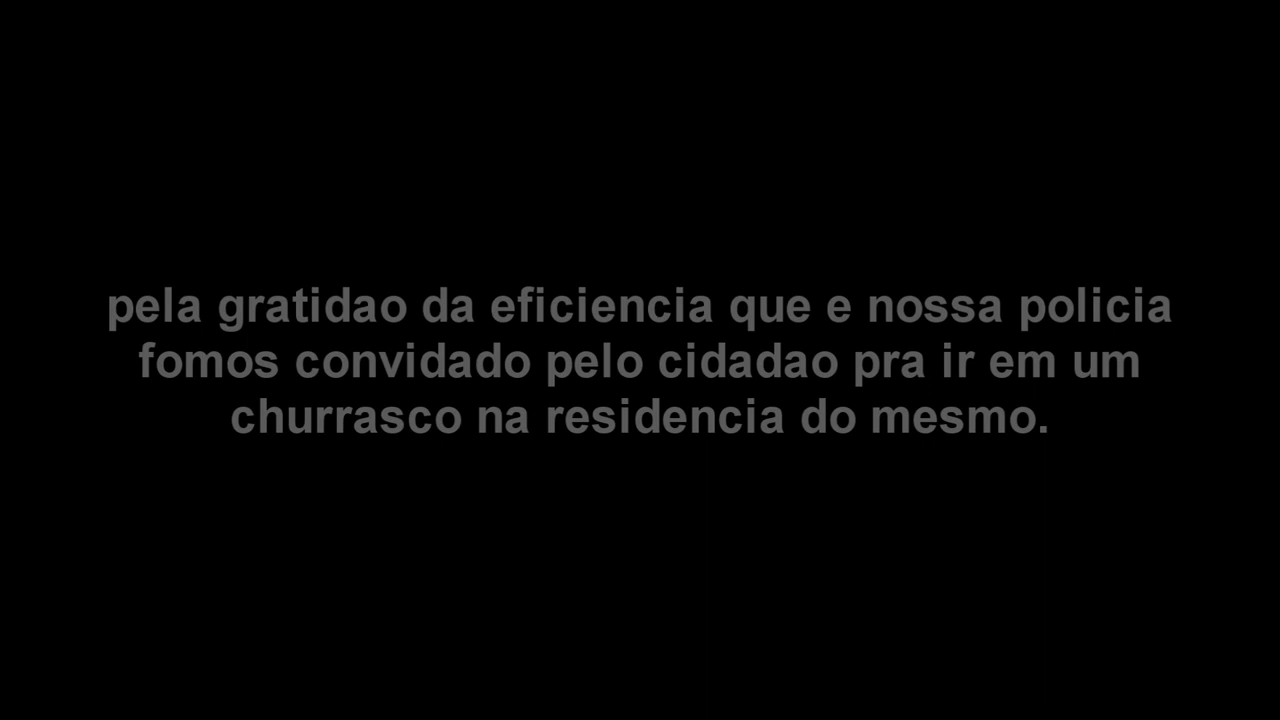 pela gratidao da eficiencia que e nossa policia
fomos convidado pelo cidadao pra ir em um
churrasco na residencia do mesmo.